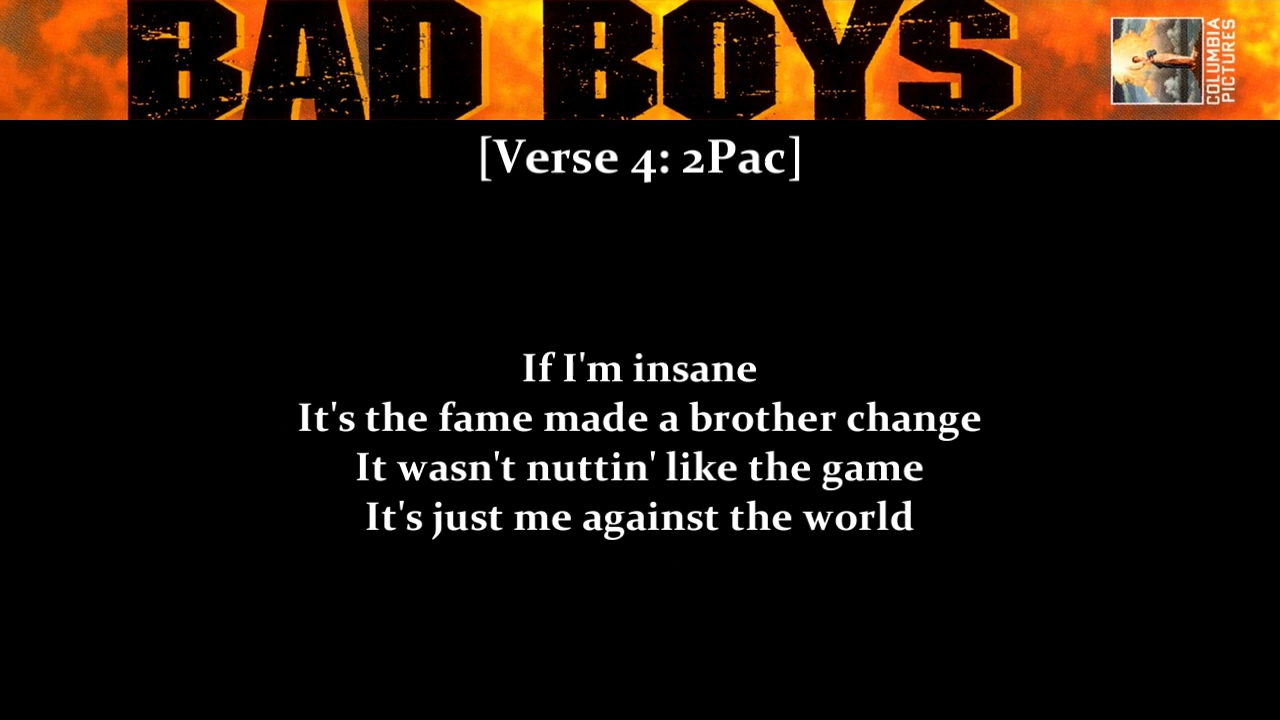 BAD BOYS
COLUMBIA
PICTURES
[Verse 4: 2Pac]
If I'm insane
It's the fame made a brother change
It wasn't nuttin' like the game
It's just me against the world